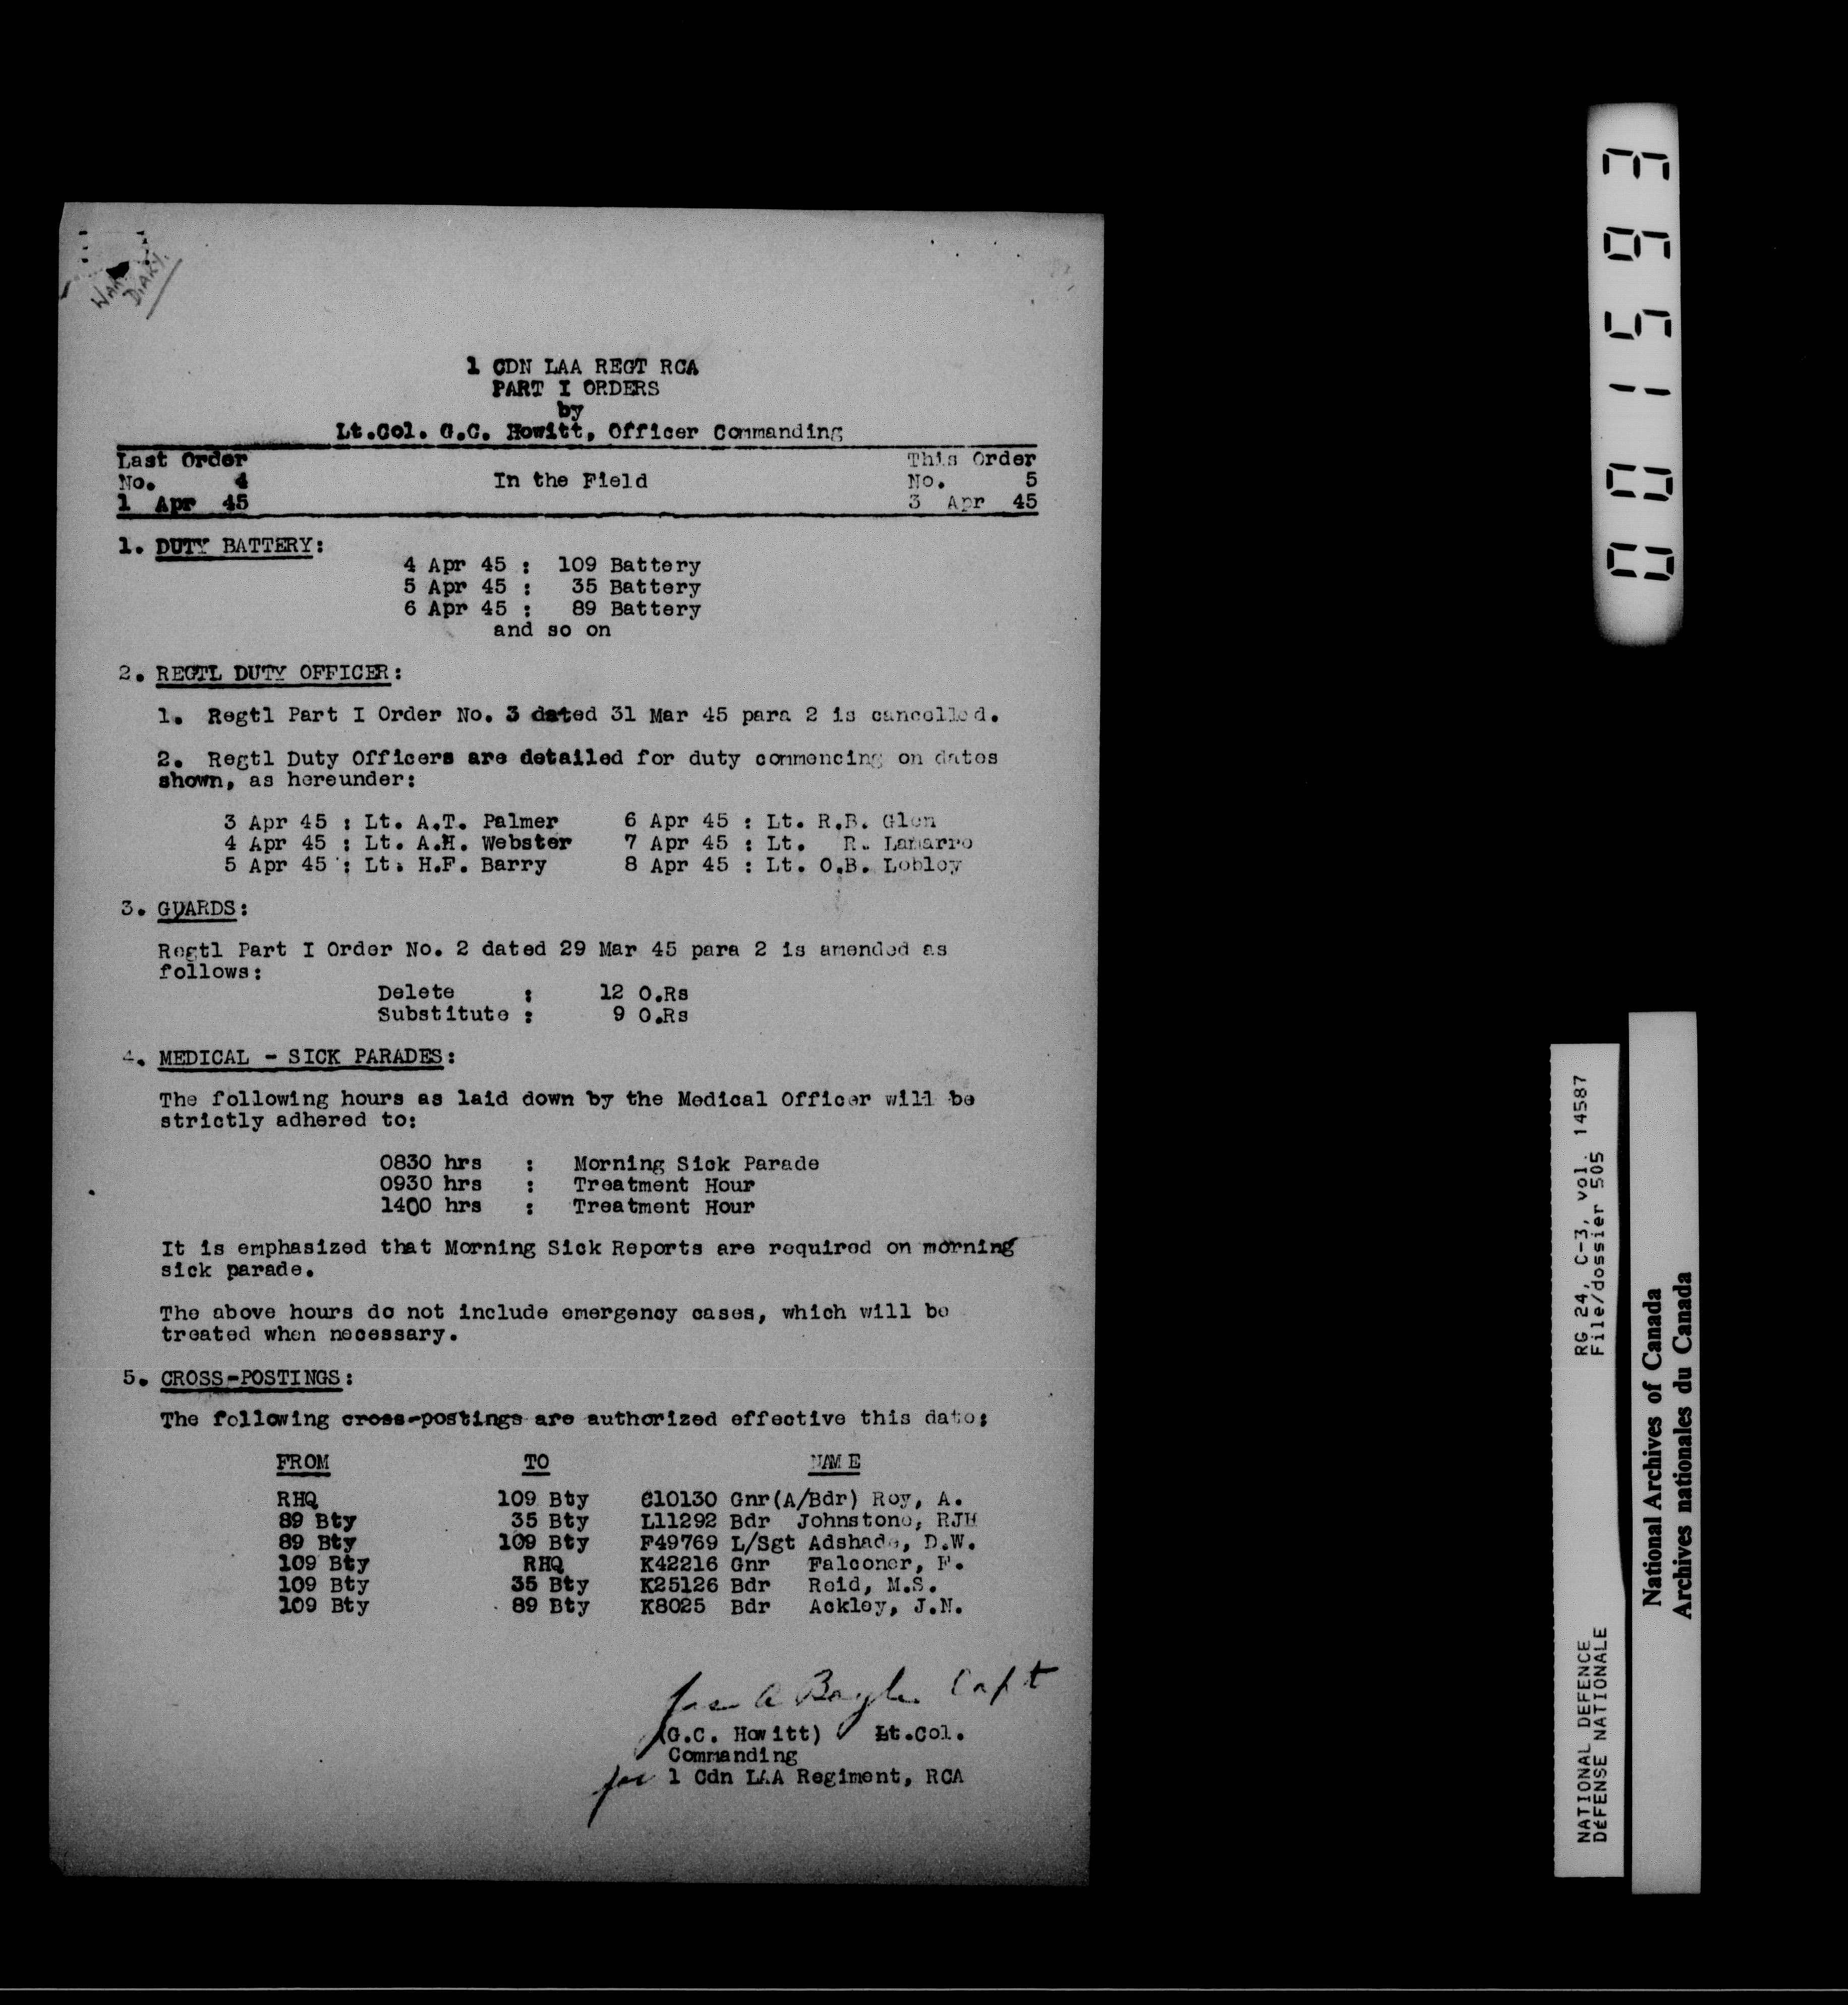 WAR
DIARY.
1 CDN LAA REGT RCA
PART I ORDERS
by
Lt.Col. G.C. Howitt, Officer Commanding
Last Order This Order
No. 4 In the Field No. 5
1 Apr 45 3 Apr 45
1. DUTY BATTERY:
4 Apr 45 : 109 Battery
5 Apr 45 : 35 Battery
6 Apr 45 : 89 Battery
and so on
2. REGTL DUTY OFFICER:
1. Regtl Part I Order No. 3 dated 31 Mar 45 para 2 is cancelled.
2. Regtl Duty Officers are detailed for duty commencing on dates
shown, as hereunder:
3 Apr 45 : Lt. A.T. Palmer 6 Apr 45 : Lt. R.B. Glen
4 Apr 45 : Lt. A.H. Webster 7 Apr 45 : Lt. R. Lamarro
5 Apr 45 : Lt. H.F. Barry 8 Apr 45 : Lt. O.B. Lobley
3. GUARDS:
Regtl Part I Order No. 2 dated 29 Mar 45 para 2 is amended as
follows:
Delete : 12 O.Rs
Substitute : 9 O.Rs
4. MEDICAL - SICK PARADES:
The following hours as laid down by the Medical Officer will be
strictly adhered to:
0830 hrs : Morning Sick Parade
0930 hrs : Treatment Hour
1400 hrs : Treatment Hour
It is emphasized that Morning Sick Reports are required on morning
sick parade.
The above hours do not include emergency cases, which will be
treated when necessary.
5. CROSS-POSTINGS:
The following cross-postings are authorized effective this date:
FROM TO NAME
RHQ 109 Bty C10130 Gnr(A/Bdr) Roy, A.
89 Bty 35 Bty L11292 Bdr Johnstone, RJH
89 Bty 109 Bty F49769 L/Sgt Adshade, D.W.
109 Bty RHQ K42216 Gnr Falconer, F.
109 Bty 35 Bty K25126 Bdr Reid, M.S.
109 Bty 89 Bty K8025 Bdr Ackley, J.N.
Capt
(G.C. Howitt) Lt.Col.
Commanding
for 1 Cdn LAA Regiment, RCA
001563
RG 24, C-3, vol. 14587
File/dossier 505
NATIONAL DEFENCE
DÉFENSE NATIONALE
National Archives of Canada
Archives nationales du Canada